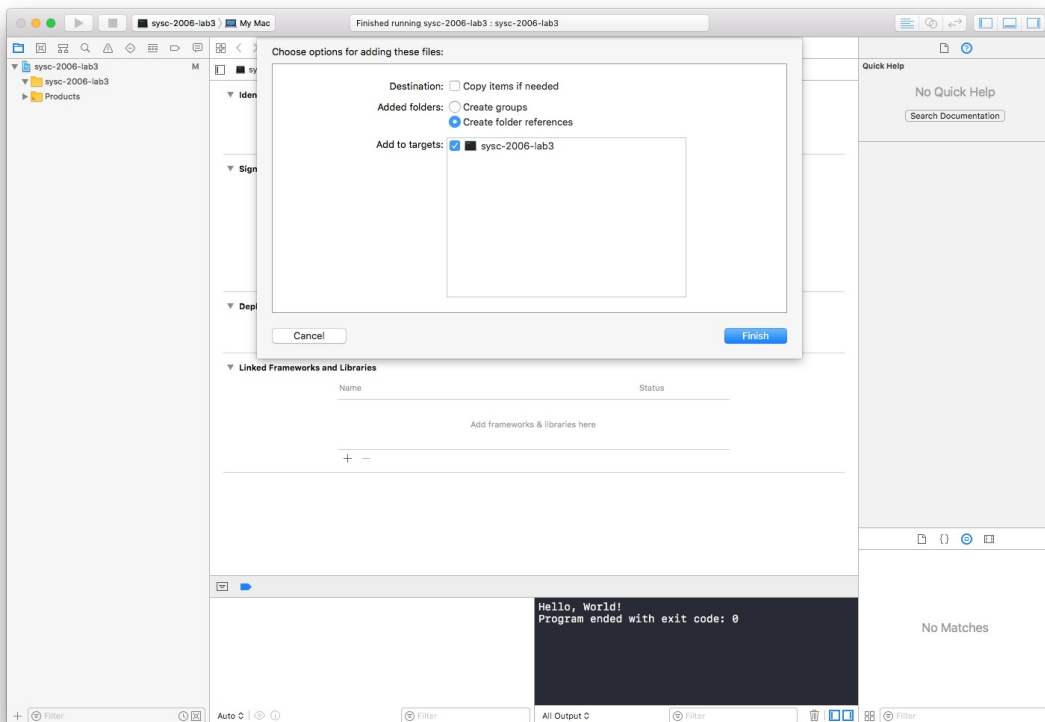 sysc-2006-lab3 My Mac
Finished running sysc-2006-lab3 : sysc-2006-lab3
sysc-2006-lab3 M
sysc-2006-lab3
Products
Choose options for adding these files:
Destination: Copy items if needed
Added folders: Create groups
Create folder references
Add to targets: sysc-2006-lab3
Cancel Finish
sy
Iden
Sign
Depl
Linked Frameworks and Libraries
Name Status
Add frameworks & libraries here
Quick Help
No Quick Help
Search Documentation
Hello, World!
Program ended with exit code: 0
No Matches
Filter
Auto
Filter
All Output
Filter
Filter